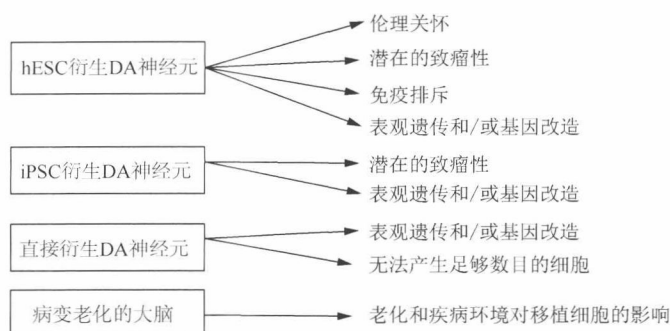 伦理关怀
hESC衍生DA神经元
潜在的致瘤性
免疫排斥
表观遗传和/或基因改造
iPSC衍生DA神经元
潜在的致瘤性
表观遗传和/或基因改造
直接衍生DA神经元
表观遗传和/或基因改造
无法产生足够数目的细胞
病变老化的大脑
老化和疾病环境对移植细胞的影响